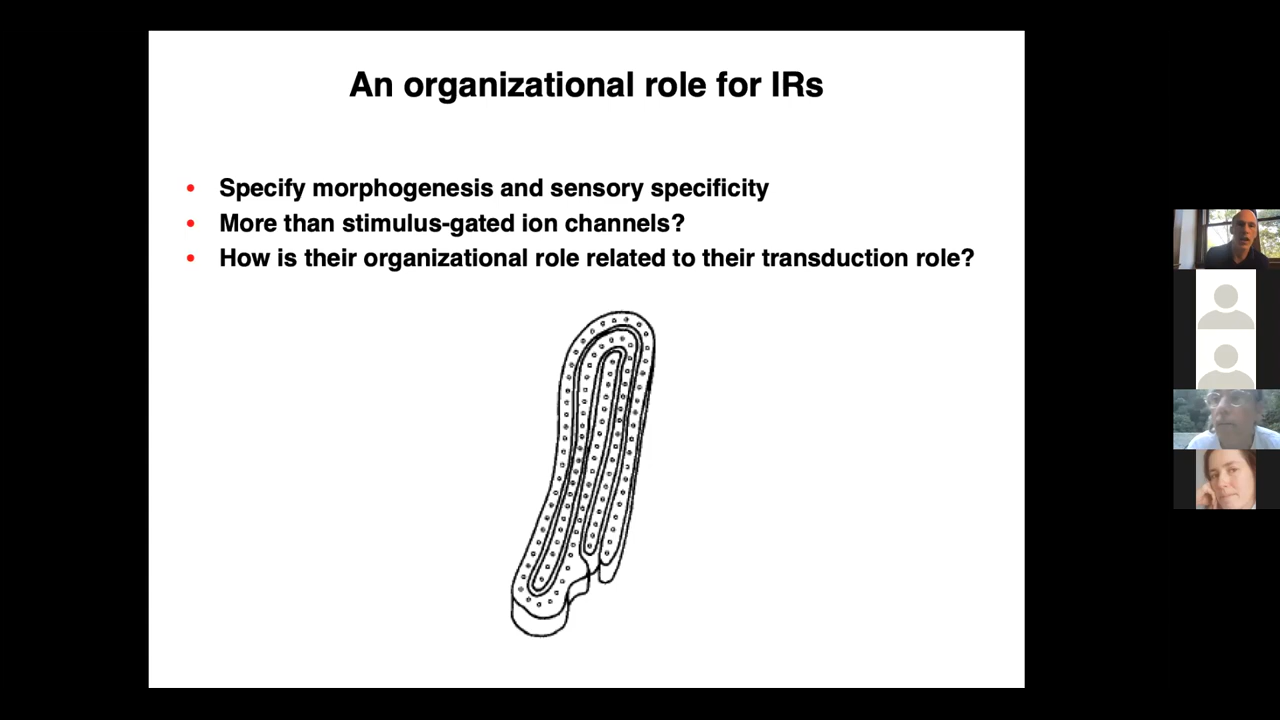 An organizational role for IRs
• Specify morphogenesis and sensory specificity
• More than stimulus-gated ion channels?
• How is their organizational role related to their transduction role?